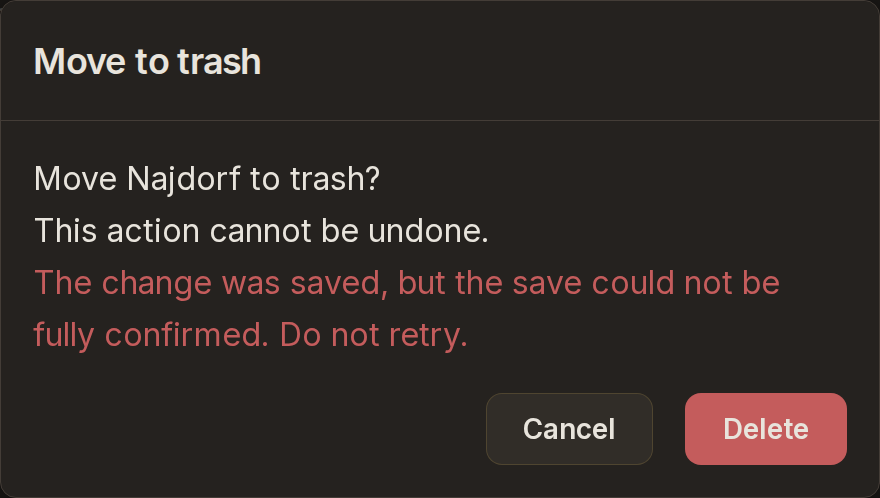 Move to trash
Move Najdorf to trash?
This action cannot be undone.
The change was saved, but the save could not be
fully confirmed. Do not retry.
Cancel
Delete